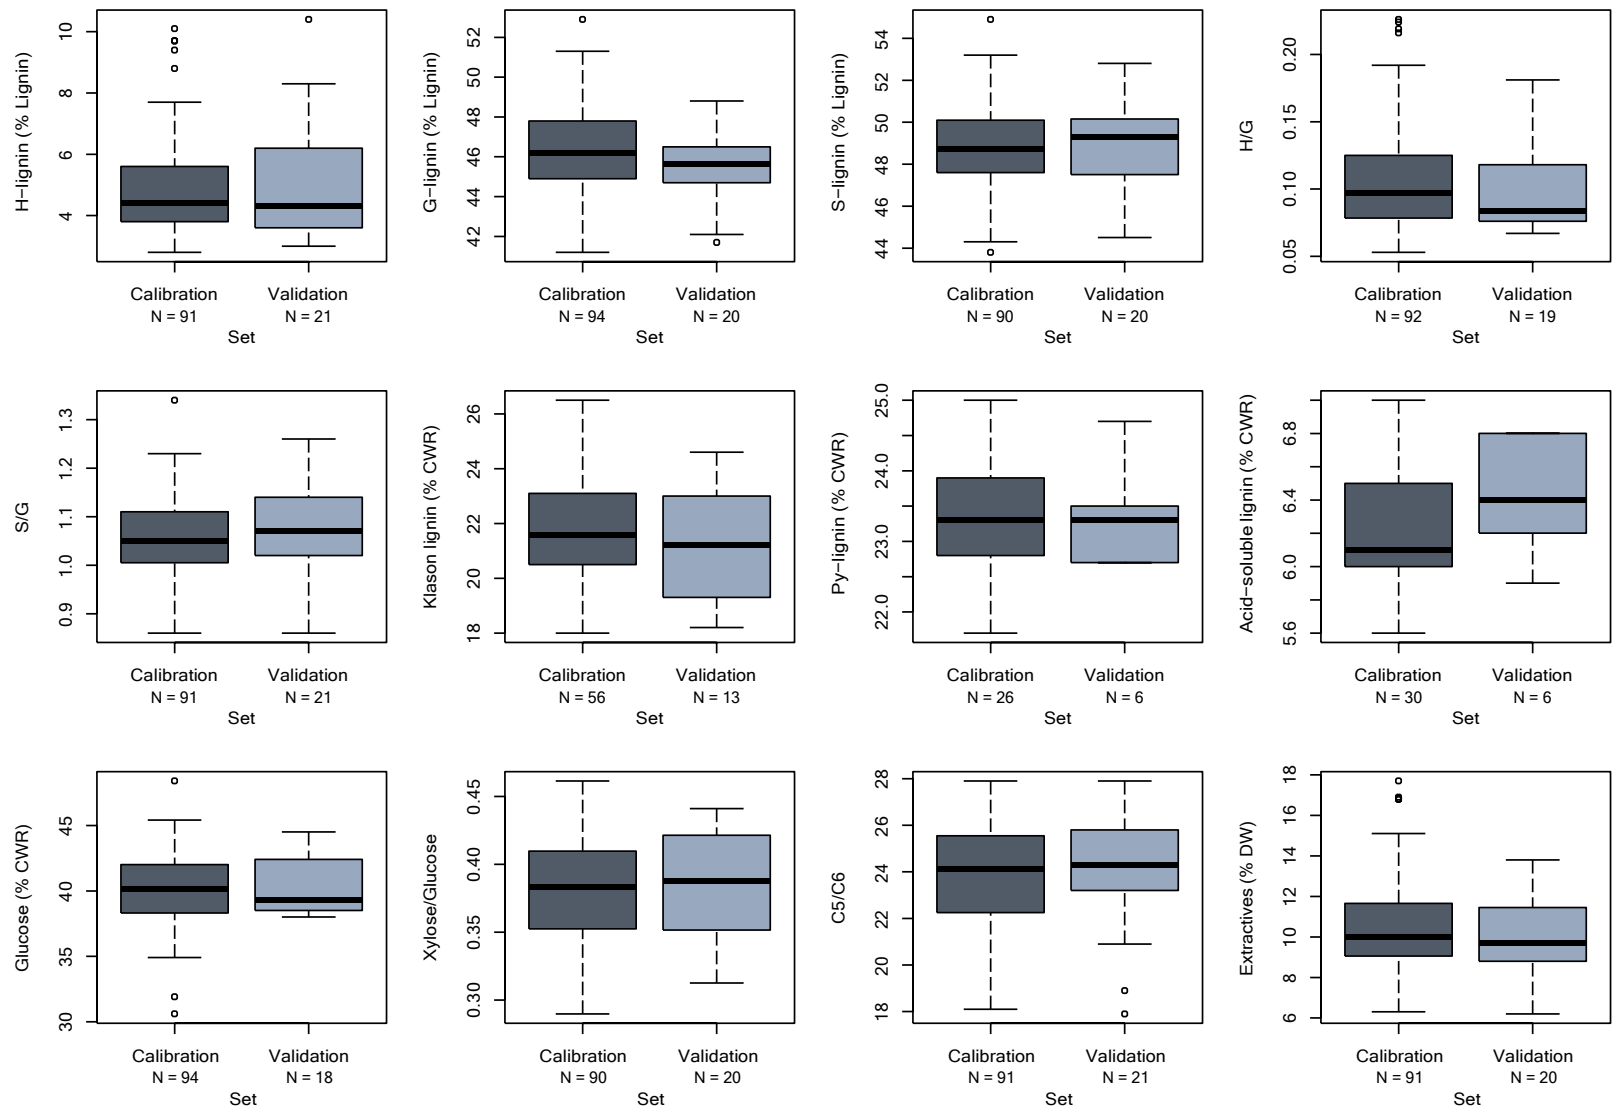 H−lignin (% Lignin)
10
8
6
4
Calibration Validation
N = 91 N = 21
Set
G−lignin (% Lignin)
52
50
48
46
44
42
Calibration Validation
N = 94 N = 20
Set
S−lignin (% Lignin)
54
52
50
48
46
44
Calibration Validation
N = 90 N = 20
Set
H/G
0.20
0.15
0.10
0.05
Calibration Validation
N = 92 N = 19
Set
S/G
1.3
1.2
1.1
1.0
0.9
Calibration Validation
N = 91 N = 21
Set
Klason lignin (% CWR)
26
24
22
20
18
Calibration Validation
N = 56 N = 13
Set
Py−lignin (% CWR)
25.0
24.0
23.0
22.0
Calibration Validation
N = 26 N = 6
Set
Acid−soluble lignin (% CWR)
6.8
6.4
6.0
5.6
Calibration Validation
N = 30 N = 6
Set
Glucose (% CWR)
45
40
35
30
Calibration Validation
N = 94 N = 18
Set
Xylose/Glucose
0.45
0.40
0.35
0.30
Calibration Validation
N = 90 N = 20
Set
C5/C6
28
26
24
22
20
18
Calibration Validation
N = 91 N = 21
Set
Extractives (% DW)
18
16
14
12
10
8
6
Calibration Validation
N = 91 N = 20
Set